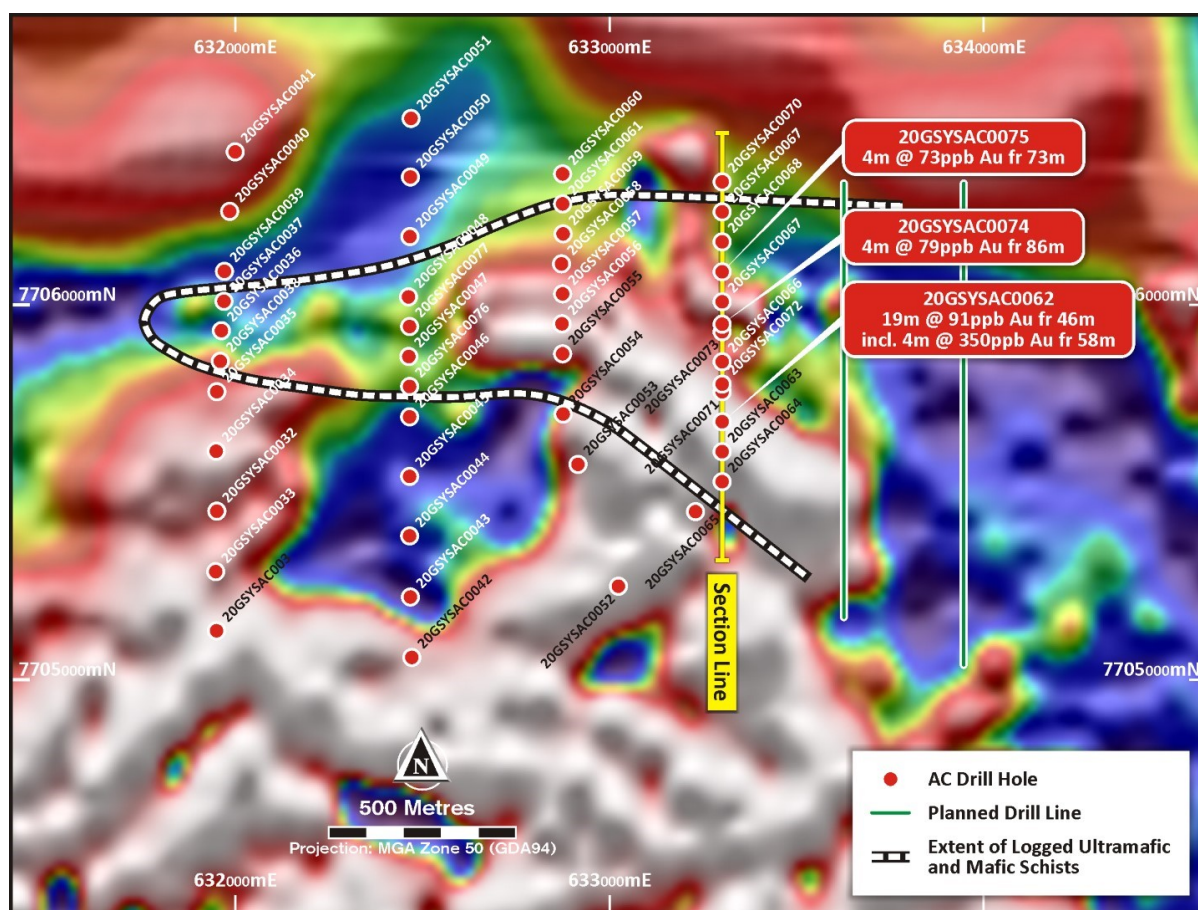 632000mE
633000mE
634000mE
20GSYSAC0041
20GSYSAC0040
20GSYSAC0039
20GSYSAC0037
20GSYSAC0036
20GSYSAC0035
20GSYSAC0034
20GSYSAC0032
20GSYSAC0033
20GSYSAC0051
20GSYSAC0050
20GSYSAC0049
20GSYSAC0048
20GSYSAC0077
20GSYSAC0047
20GSYSAC0076
20GSYSAC0046
20GSYSAC0044
20GSYSAC0043
20GSYSAC0042
20GSYSAC0060
20GSYSAC0061
20GSYSAC0059
20GSYSAC0058
20GSYSAC0057
20GSYSAC0056
20GSYSAC0055
20GSYSAC0054
20GSYSAC0053
20GSYSAC0052
20GSYSAC0070
20GSYSAC0067
20GSYSAC0068
20GSYSAC0067
20GSYSAC0066
20GSYSAC0072
20GSYSAC0073
20GSYSAC0071
20GSYSAC0063
20GSYSAC0064
20GSYSAC0065
20GSYSAC0075
4m @ 73ppb Au fr 73m
20GSYSAC0074
4m @ 79ppb Au fr 86m
20GSYSAC0062
19m @ 91ppb Au fr 46m
incl. 4m @ 350ppb Au fr 58m
7706000mN
7705000mN
7705000mN
Section Line
N
500 Metres
Projection: MGA Zone 50 (GDA94)
AC Drill Hole
Planned Drill Line
Extent of Logged Ultramafic
and Mafic Schists
632000mE
633000mE